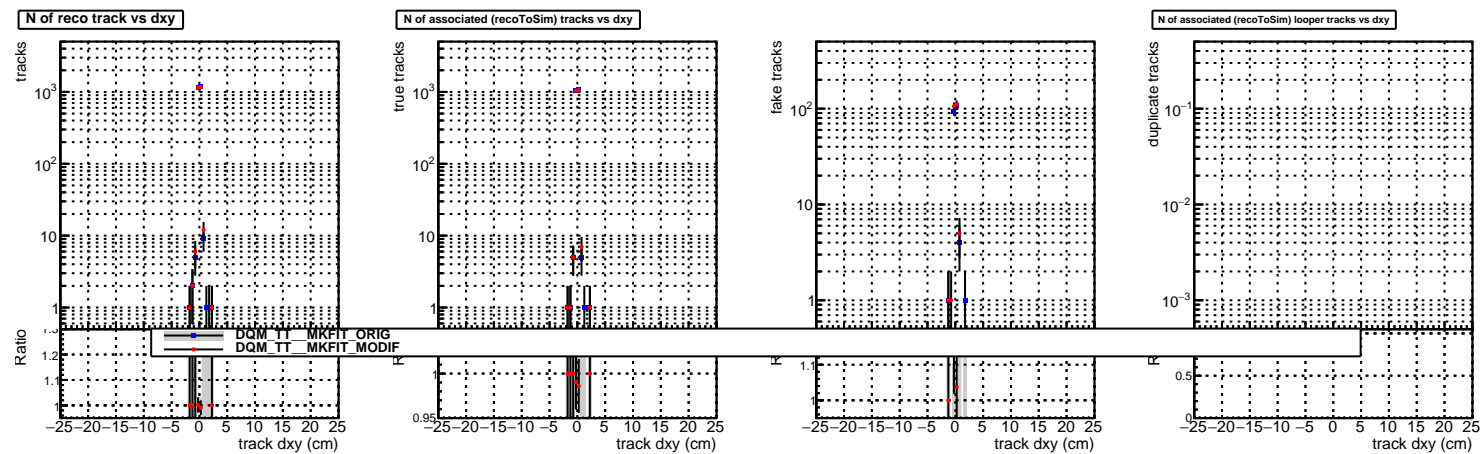 N of reco track vs dxy
N of associated (recoToSim) tracks vs dxy
N of associated (recoToSim) looper tracks vs dxy
tracks
10³
10²
10
1
Ratio
1.2
1.1
1
−25−20−15−10 −5 0 5 10 15 20 25
track dxy (cm)
true tracks
10³
10²
10
1
1
0.95
−25−20−15−10 −5 0 5 10 15 20 25
track dxy (cm)
fake tracks
10²
10
1
1.1
1
−25−20−15−10 −5 0 5 10 15 20 25
track dxy (cm)
duplicate tracks
10⁻¹
10⁻²
10⁻³
0.5
0
−25−20−15−10 −5 0 5 10 15 20 25
track dxy (cm)
DQM_TT__MKFIT_ORIG
DQM_TT__MKFIT_MODIF